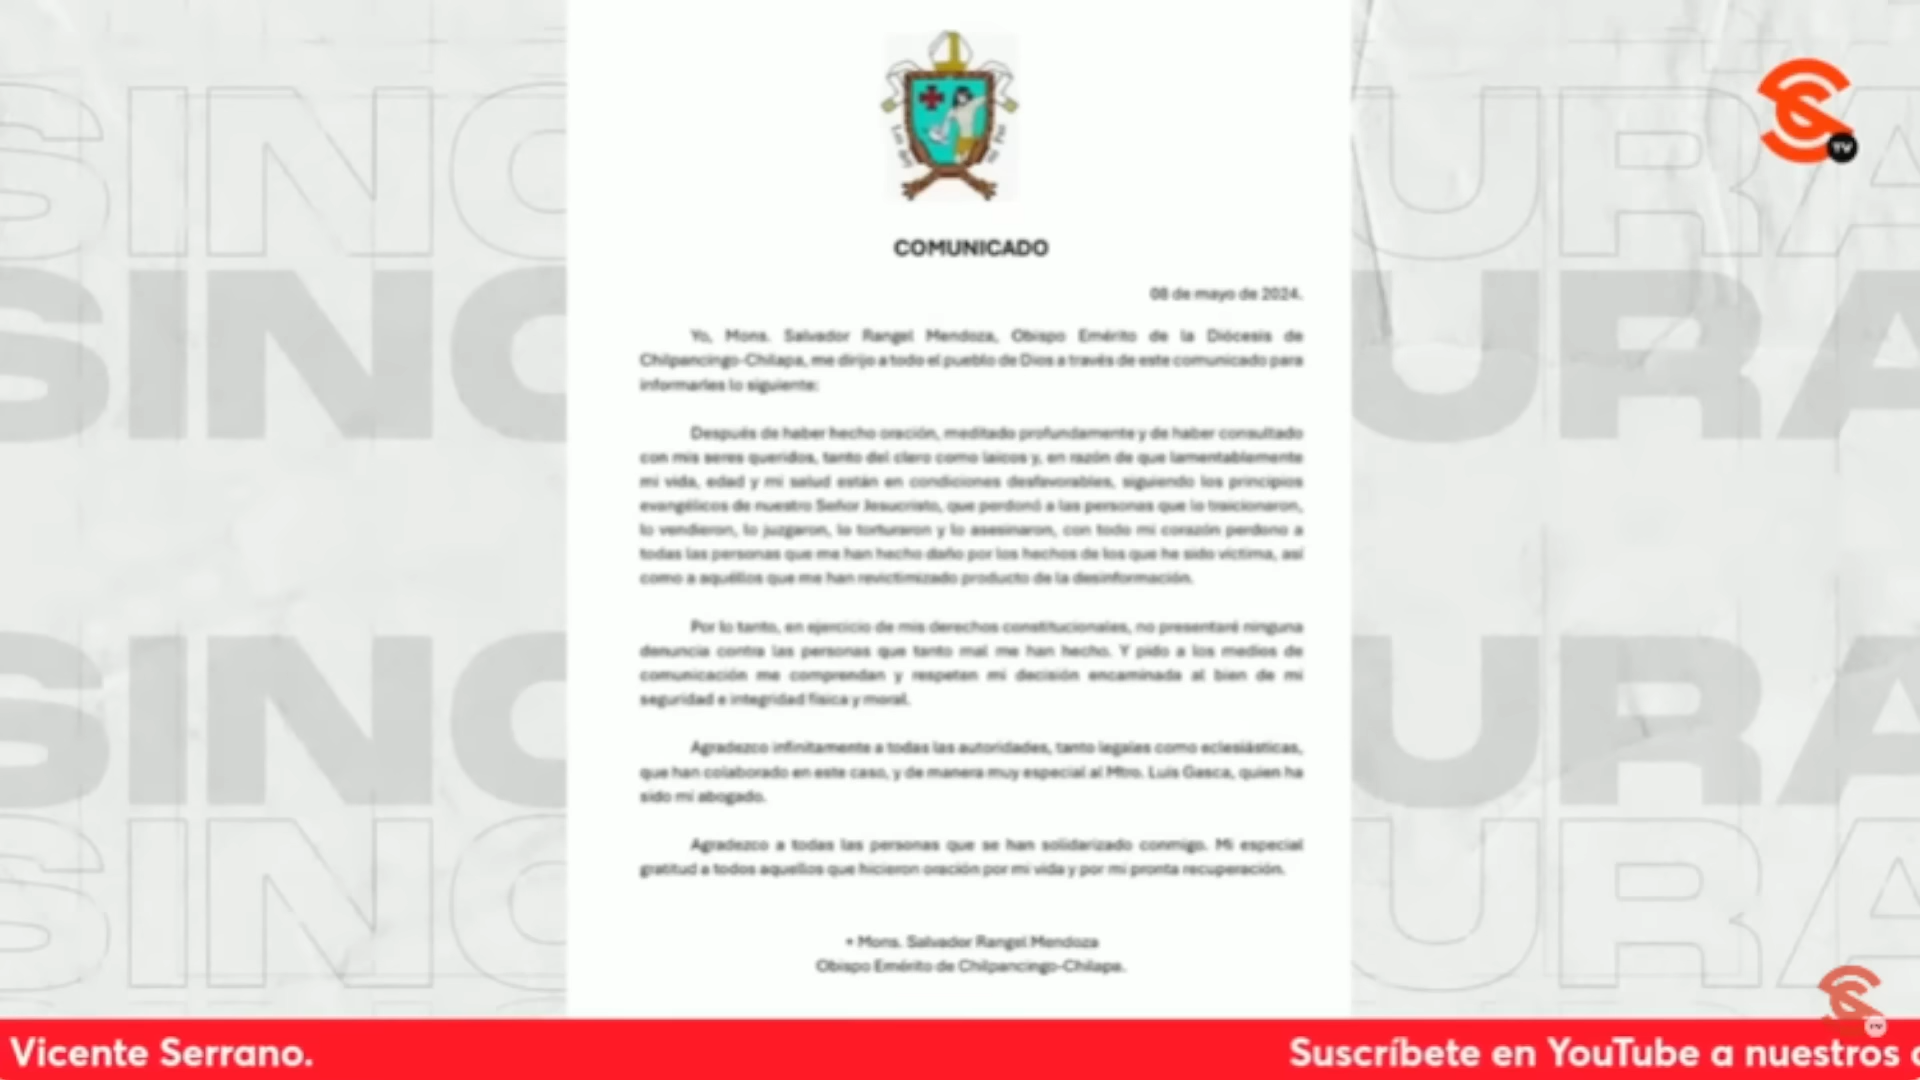 SINC
URA
SINC
URA
TV
COMUNICADO
08 de mayo de 2024.
Yo, Mons. Salvador Rangel Mendoza, Obispo Emérito de la Diócesis de
Chilpancingo-Chilapa, me dirijo a todo el pueblo de Dios a través de este comunicado para
informarles lo siguiente:
Después de haber hecho oración, meditado profundamente y de haber consultado
con mis seres queridos, tanto del clero como laicos y, en razón de que lamentablemente
mi vida, edad y mi salud están en condiciones desfavorables, siguiendo los principios
evangélicos de nuestro Señor Jesucristo, que perdonó a las personas que lo traicionaron,
lo vendieron, lo juzgaron, lo torturaron y lo asesinaron, con todo mi corazón perdono a
todas las personas que me han hecho daño por los hechos de los que he sido víctima, así
como a aquéllos que me han revictimizado producto de la desinformación.
Por lo tanto, en ejercicio de mis derechos constitucionales, no presentaré ninguna
denuncia contra las personas que tanto mal me han hecho. Y pido a los medios de
comunicación me comprendan y respeten mi decisión encaminada al bien de mi
seguridad e integridad física y moral.
Agradezco infinitamente a todas las autoridades, tanto legales como eclesiásticas,
que han colaborado en este caso, y de manera muy especial al Mtro. Luis Gasca, quien ha
sido mi abogado.
Agradezco a todas las personas que se han solidarizado conmigo. Mi especial
gratitud a todos aquellos que hicieron oración por mi vida y por mi pronta recuperación.
+ Mons. Salvador Rangel Mendoza
Obispo Emérito de Chilpancingo-Chilapa.
SINC
URA
SINC
URA
TV
Vicente Serrano.
Suscríbete en YouTube a nuestros